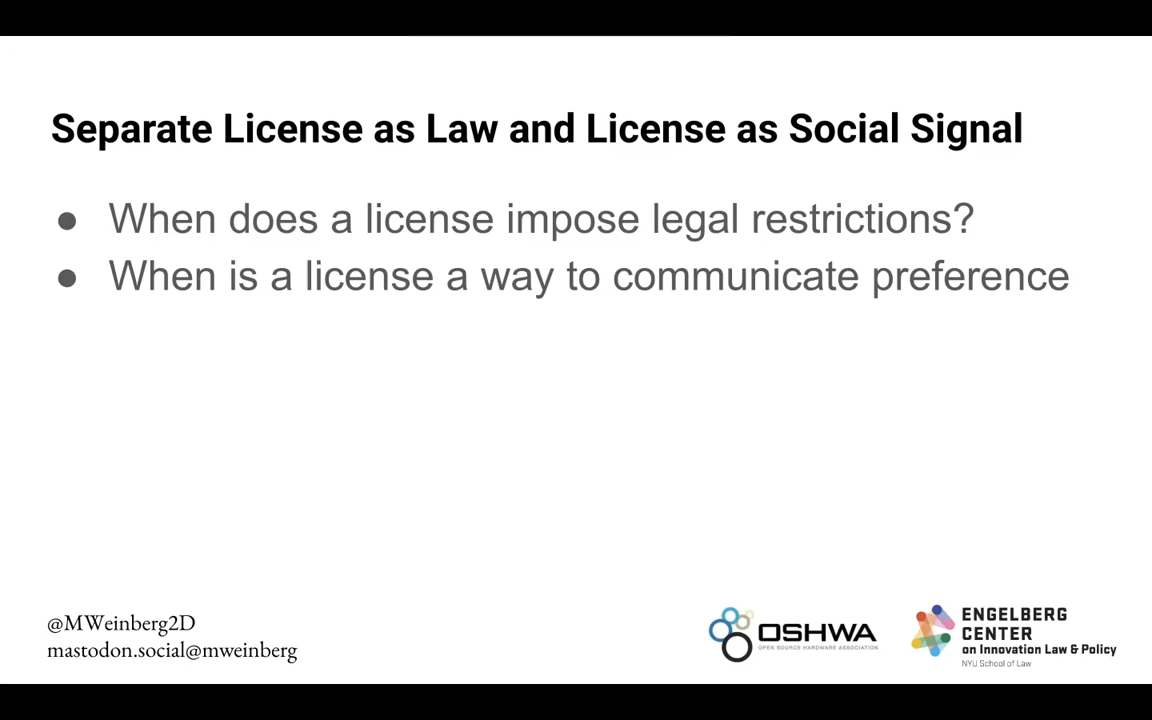 Separate License as Law and License as Social Signal
● When does a license impose legal restrictions?
● When is a license a way to communicate preference
@MWeinberg2D
mastodon.social@mweinberg
OSHWA
OPEN SOURCE HARDWARE ASSOCIATION
ENGELBERG
CENTER
on Innovation Law & Policy
NYU School of Law